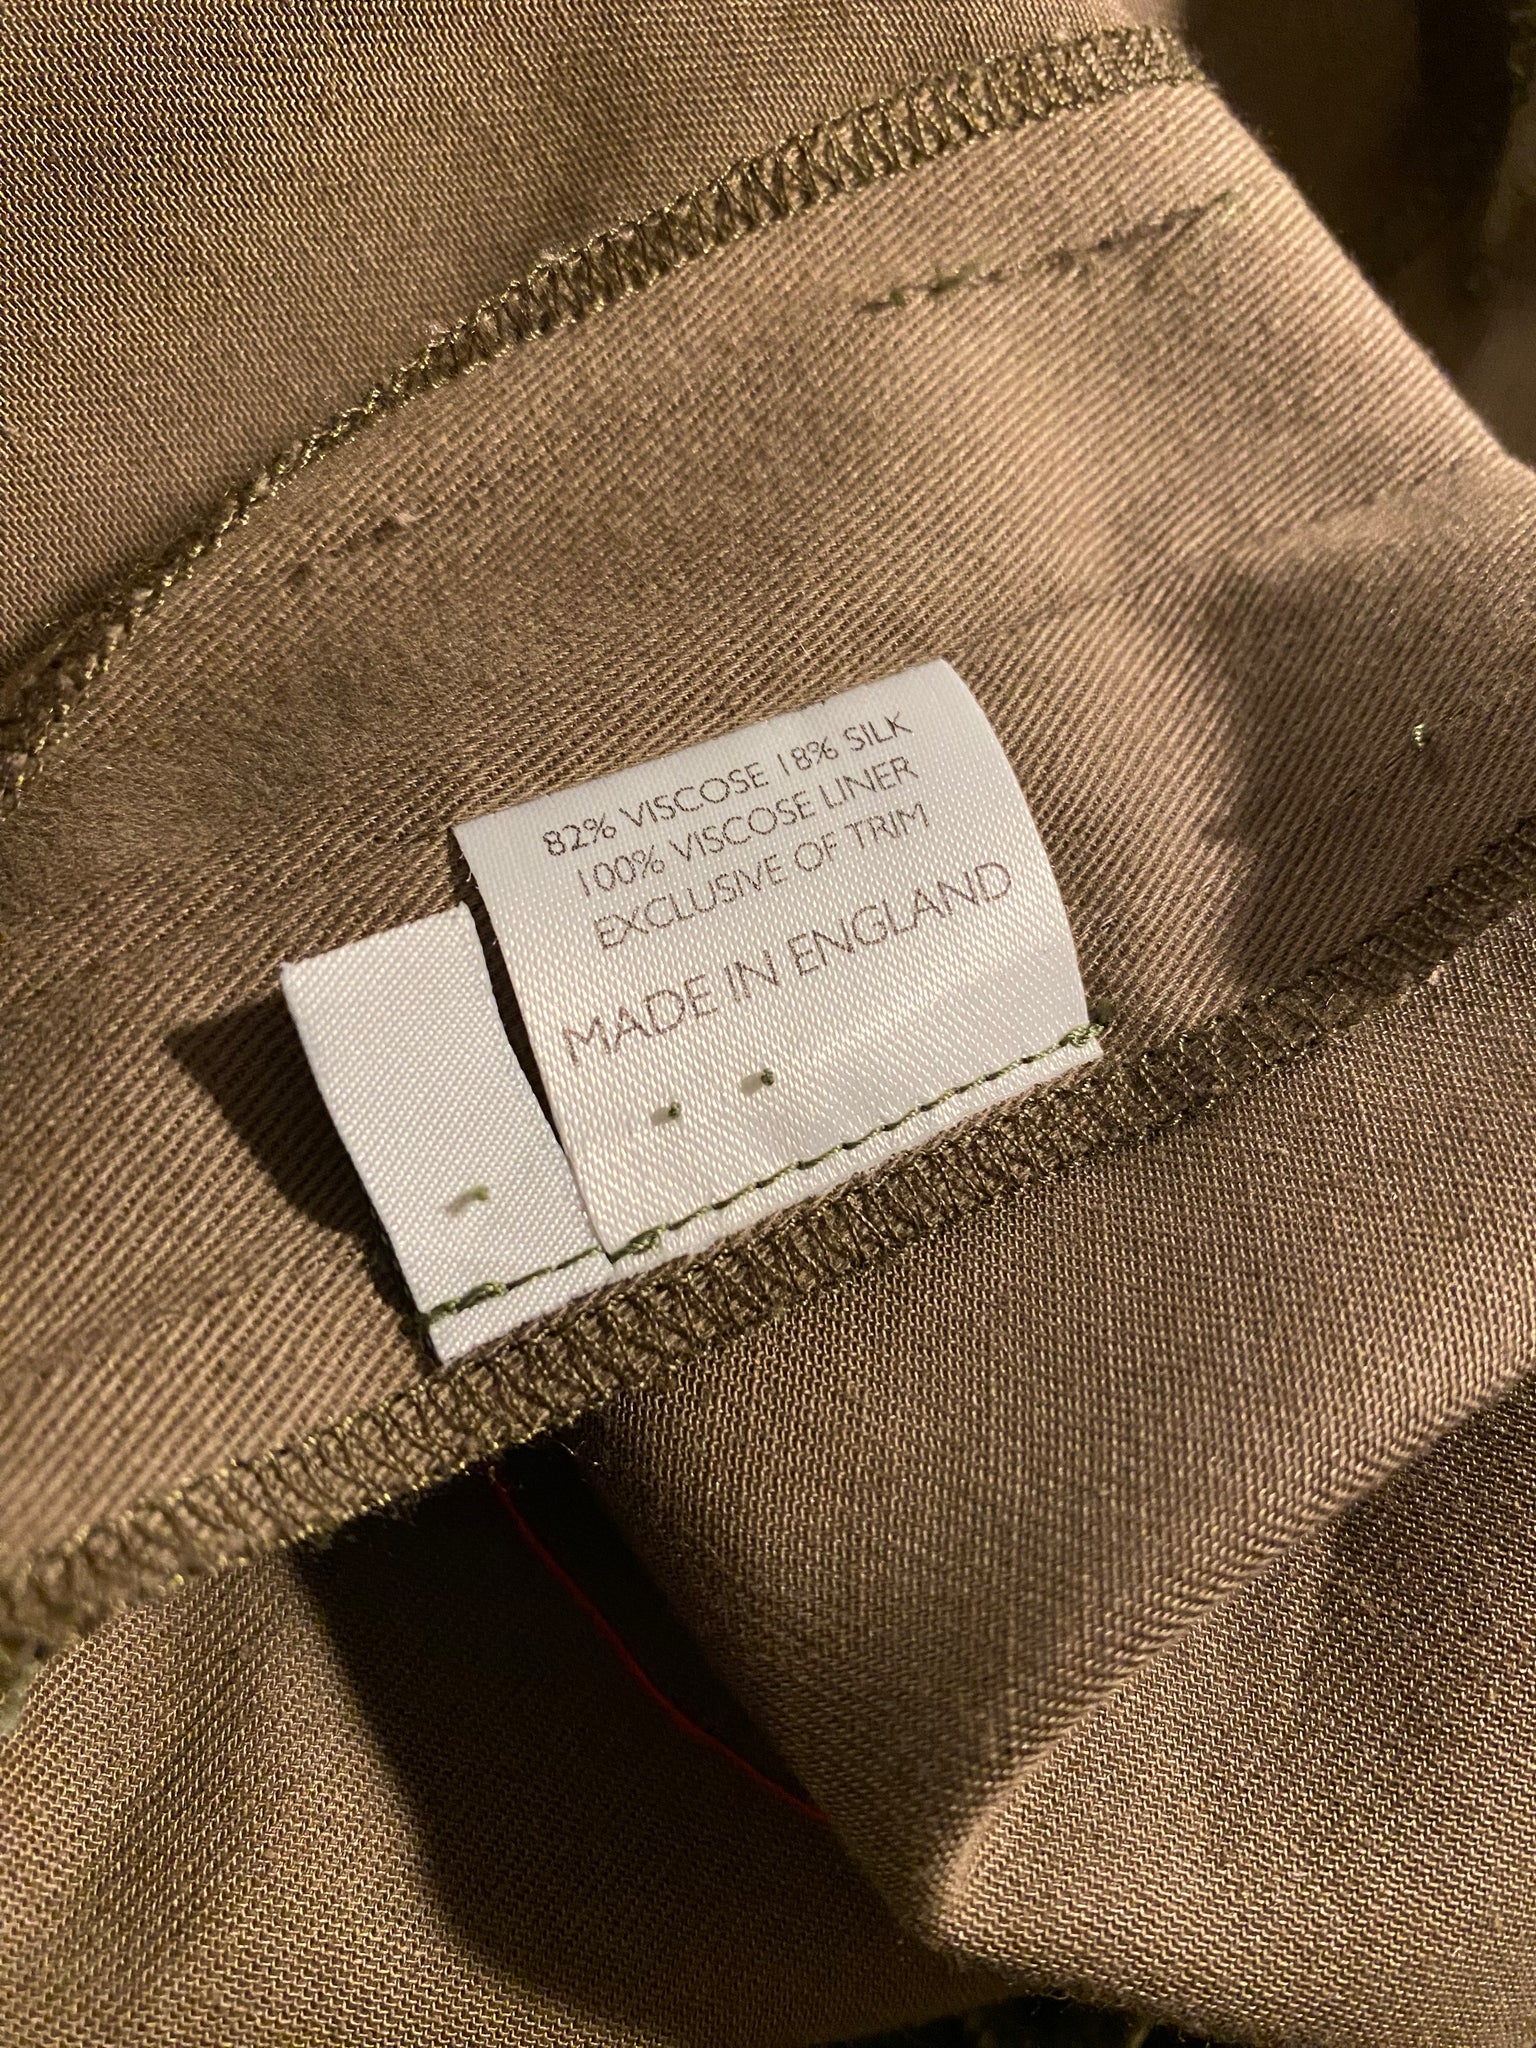 82% VISCOSE 18% SILK
100% VISCOSE LINER
EXCLUSIVE OF TRIM
MADE IN ENGLAND